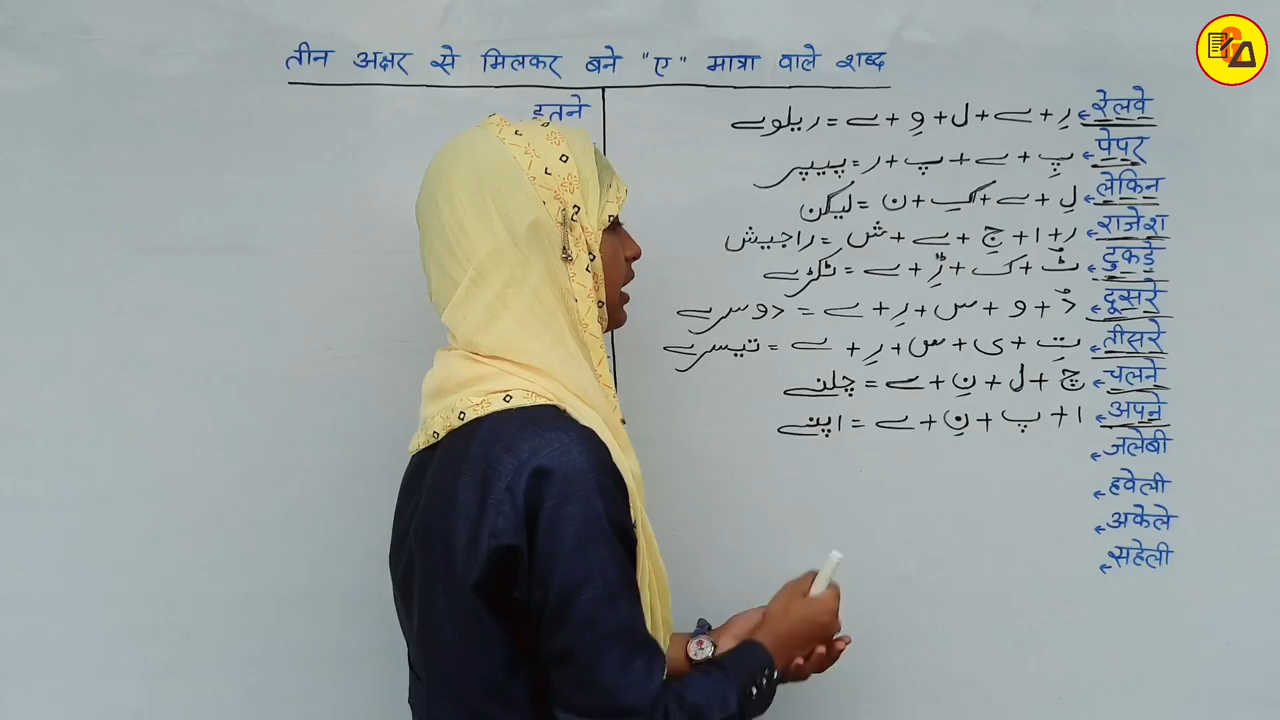 तीन अक्षर से मिलकर बने "ए" मात्रा वाले शब्द
इतने
रेलवे ← رِ + ے + ل + وِ + ے = ریلوے
पेपर ← پِ + ے + پ + ر = پیپر
लेकिन ← لِ + ے + کِ + ن = لیکن
राजेश ← ر + ا + جِ + ے + ش = راجیش
टुकड़े ← ٹُ + ک + ڑِ + ے = ٹکڑے
दूसरे ← دُ + و + س + رِ + ے = دوسرے
तीसरे ← تِ + ی + س + رِ + ے = تیسرے
चलने ← چ + ل + نِ + ے = چلنے
अपने ← ا + پ + نِ + ے = اپنے
जलेबी ←
हवेली ←
अकेले ←
सहेली ←